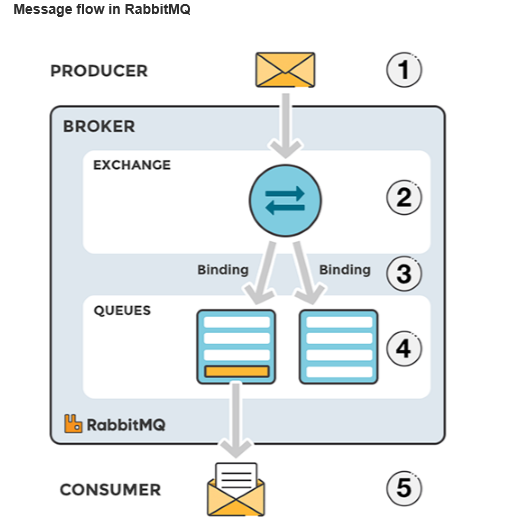 Message flow in RabbitMQ
PRODUCER
1
BROKER
EXCHANGE
2
Binding
Binding
3
QUEUES
4
RabbitMQ
CONSUMER
5